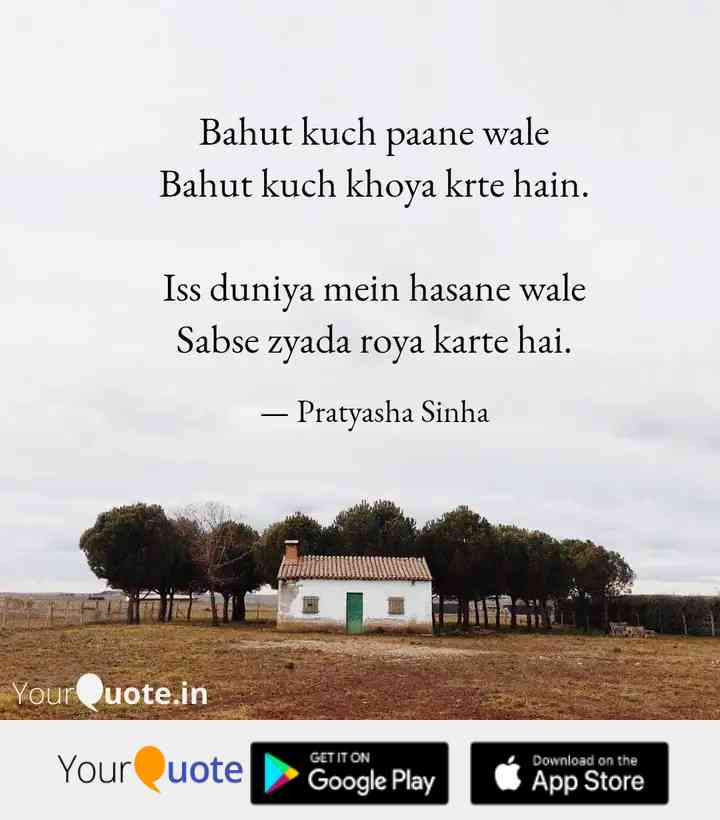 Bahut kuch paane wale
Bahut kuch khoya krte hain.
Iss duniya mein hasane wale
Sabse zyada roya karte hai.
— Pratyasha Sinha
YourQuote.in
YourQuote
GET IT ON
Google Play
Download on the
App Store